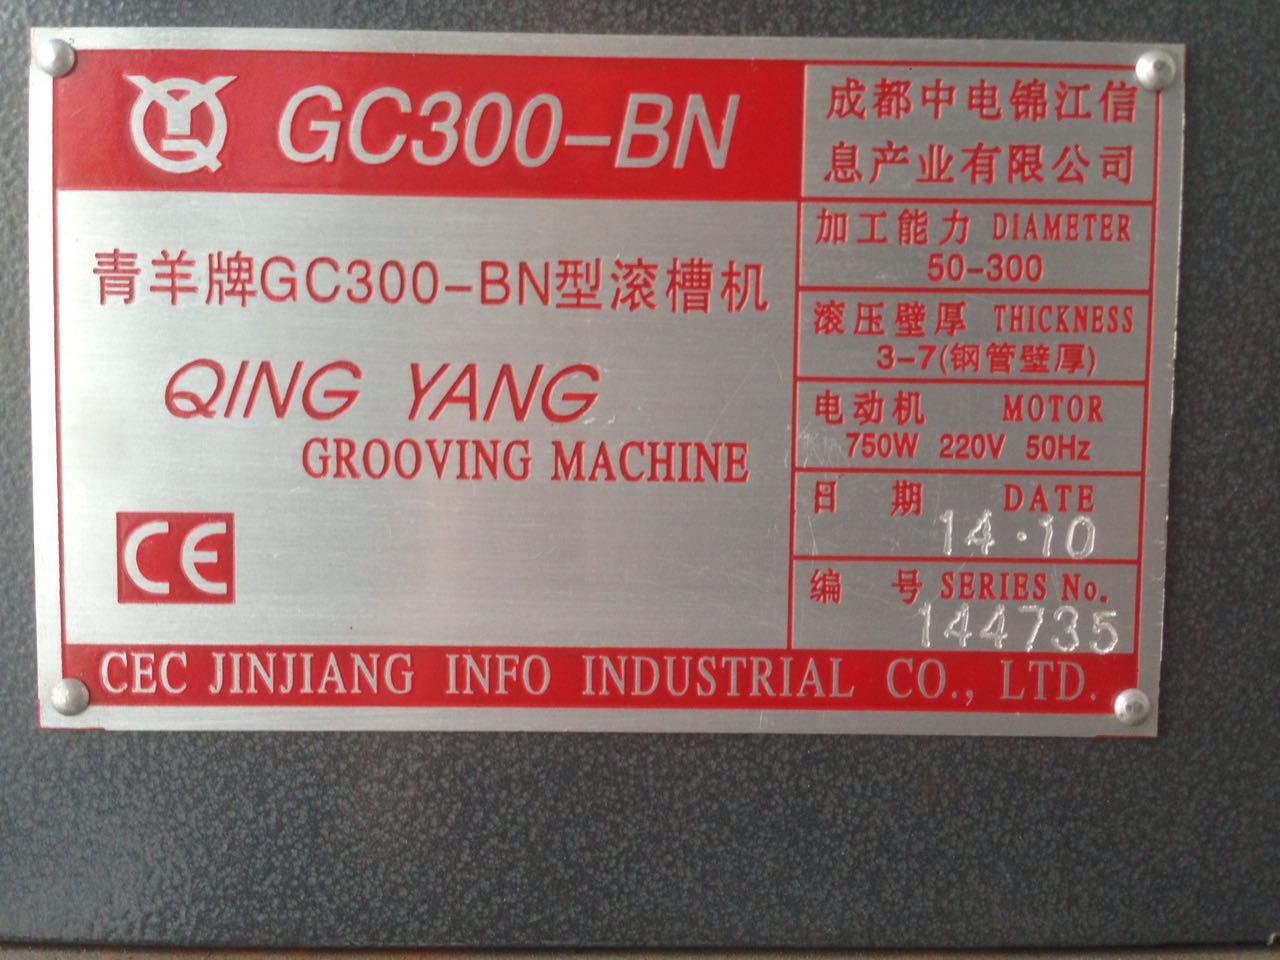 GC300-BN
青羊牌GC300-BN型滚槽机
QING YANG
GROOVING MACHINE
CE
成都中电锦江信
息产业有限公司
加工能力 DIAMETER
50-300
滚压壁厚 THICKNESS
3-7(钢管壁厚)
电动机 MOTOR
750W 220V 50Hz
日 期 DATE
14·10
编 号 SERIES No.
144735
CEC JINJIANG INFO INDUSTRIAL CO., LTD.